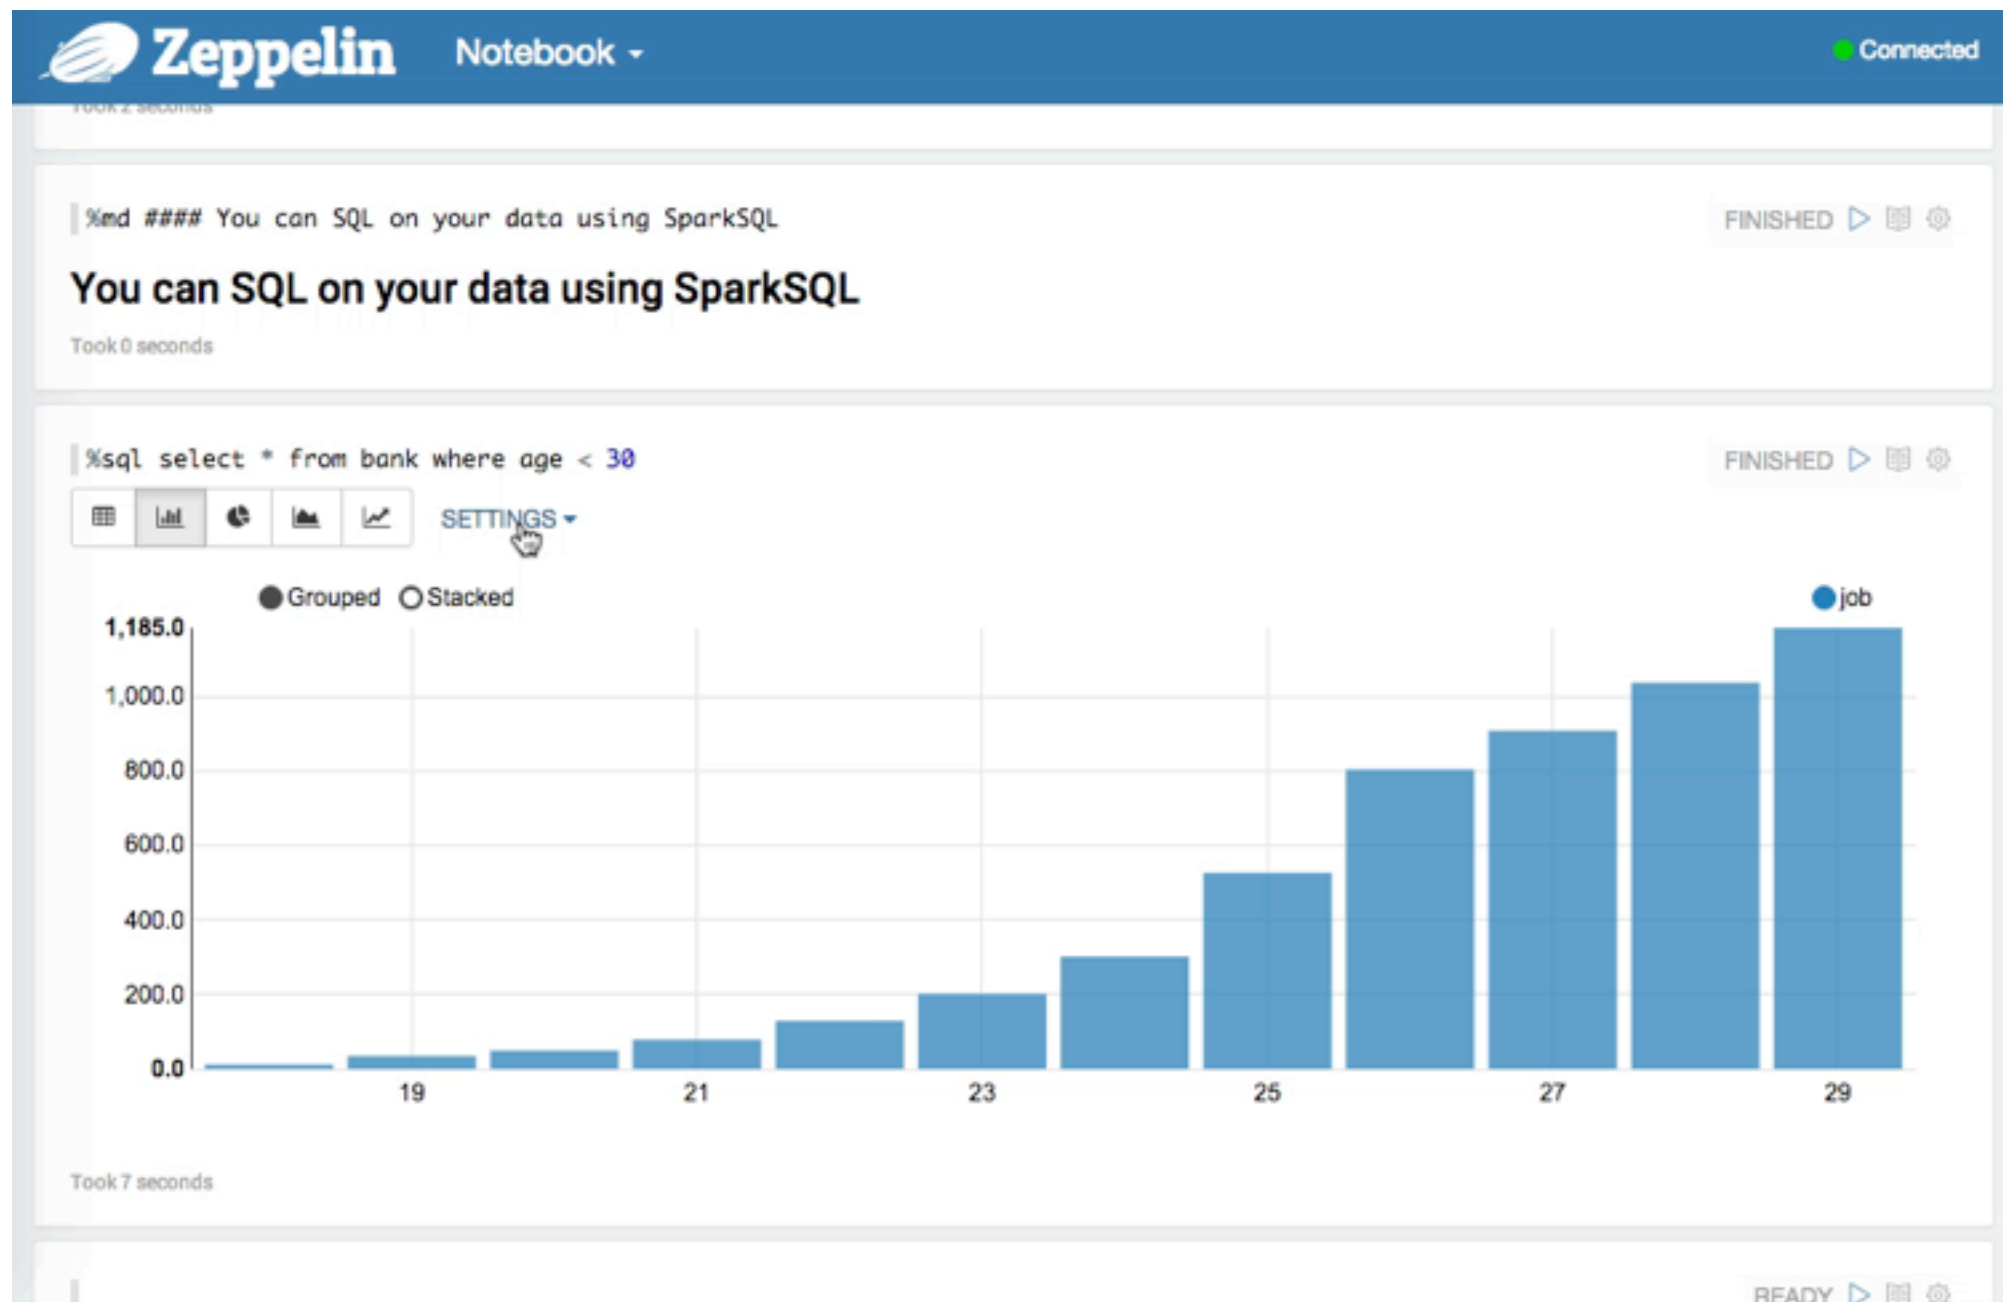 Zeppelin Notebook Connected
Took 2 seconds
%md #### You can SQL on your data using SparkSQL FINISHED
You can SQL on your data using SparkSQL
Took 0 seconds
%sql select * from bank where age < 30 FINISHED
SETTINGS
Grouped Stacked job
1,185.0
1,000.0
800.0
600.0
400.0
200.0
0.0
19 21 23 25 27 29
Took 7 seconds
READY